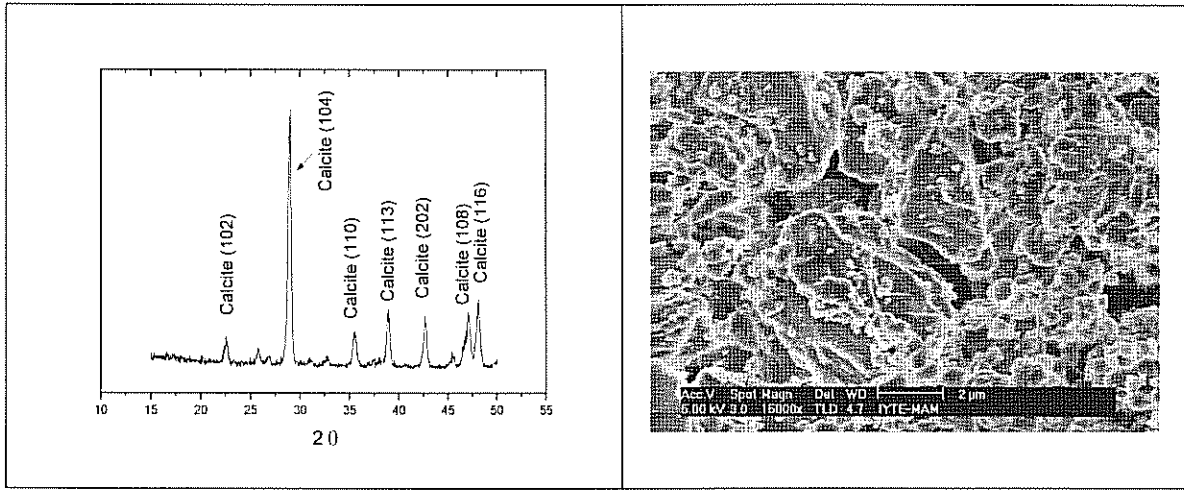 Calcite (102)
Calcite (104)
Calcite (110)
Calcite (113)
Calcite (202)
Calcite (108)
Calcite (116)
10 15 20 25 30 35 40 45 50 55
2θ
Acc.V Spot Magn Det WD 2 µm
5.00 kV 3.0 15000x TLD 4.7 IYTE-MAM